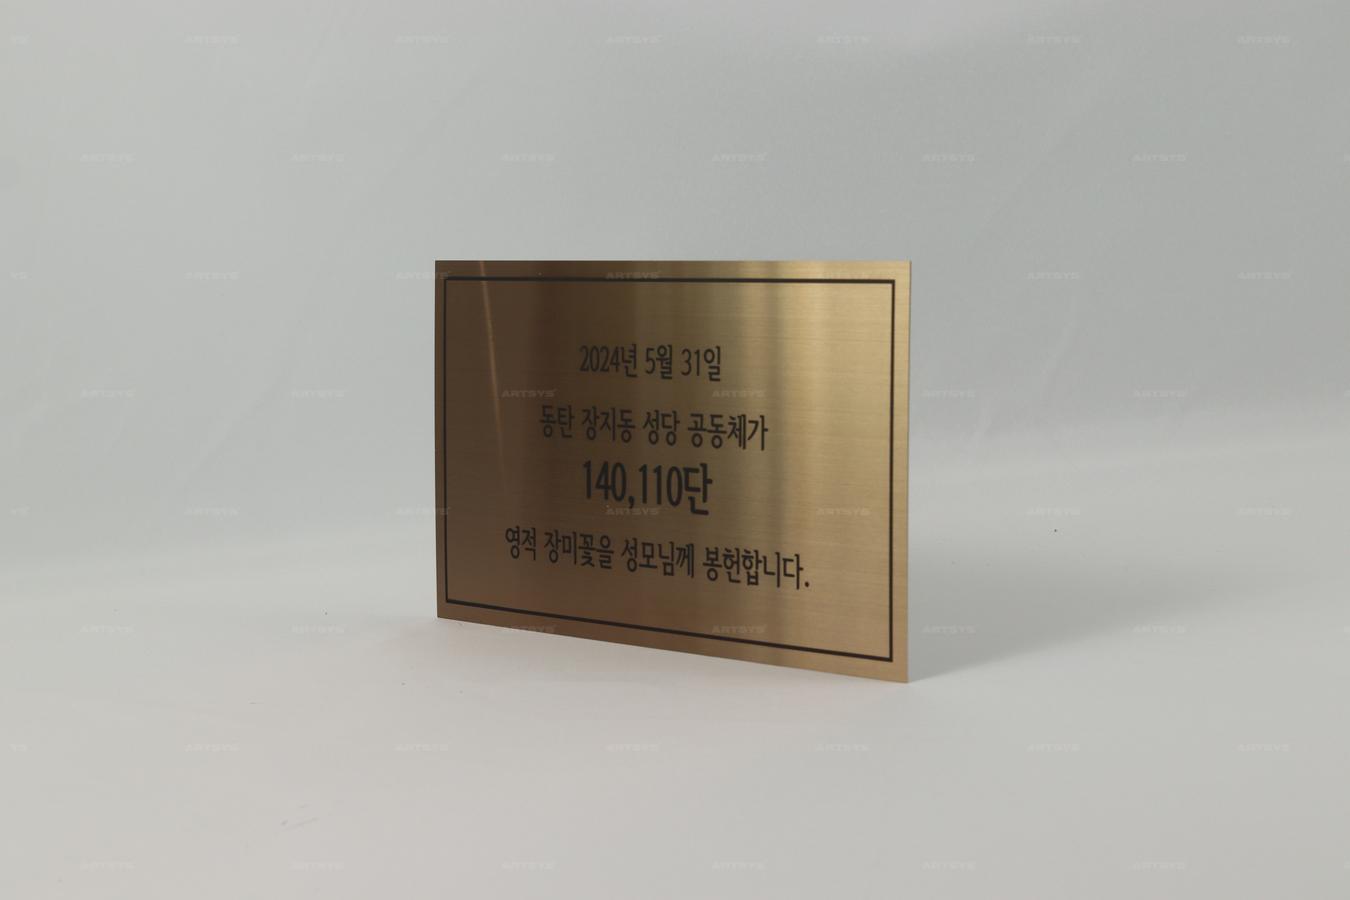 2024년 5월 31일
동탄 장지동 성당 공동체가
140,110단
영적 장미꽃을 성모님께 봉헌합니다.
ARTSYS